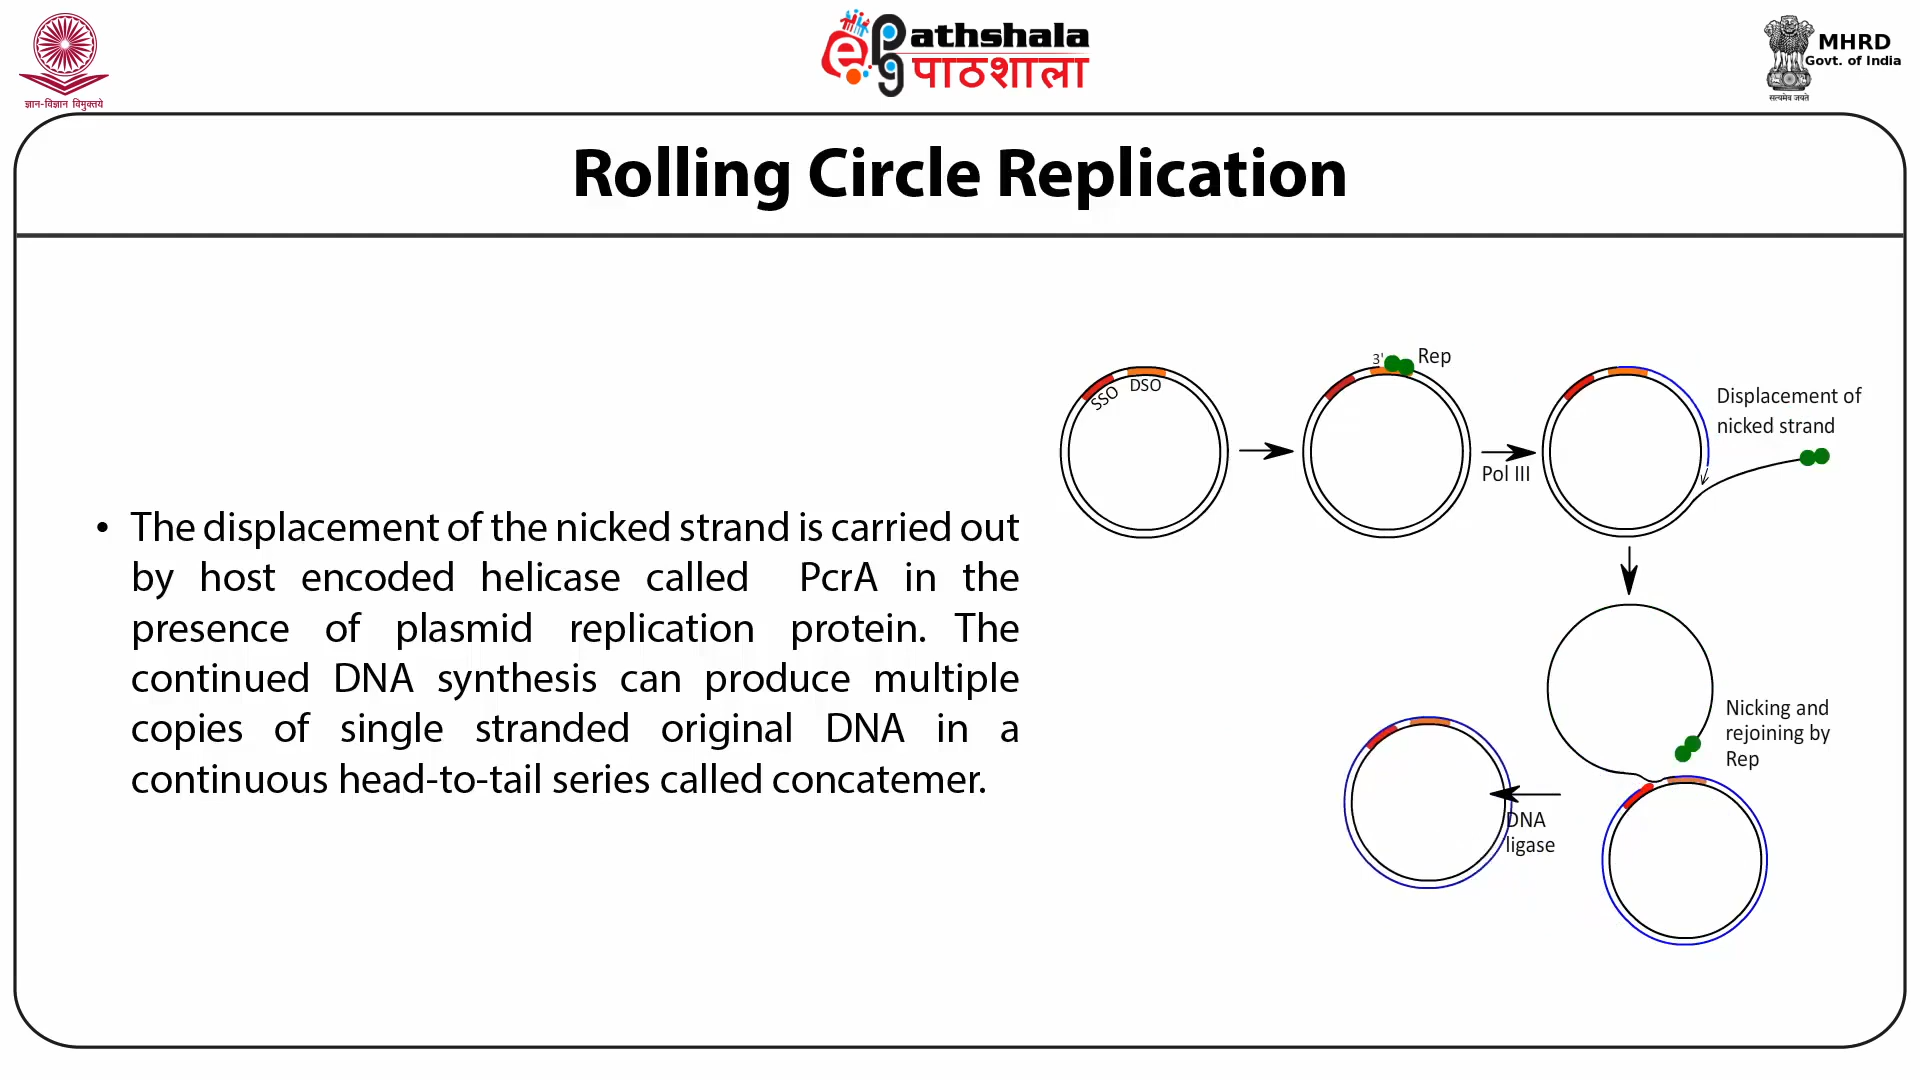 ज्ञान-विज्ञान विमुक्तये
ePathshala
पाठशाला
MHRD
Govt. of India
सत्यमेव जयते
Rolling Circle Replication
• The displacement of the nicked strand is carried out
by host encoded helicase called PcrA in the
presence of plasmid replication protein. The
continued DNA synthesis can produce multiple
copies of single stranded original DNA in a
continuous head-to-tail series called concatemer.
SSO
DSO
3'
Rep
Pol III
Displacement of
nicked strand
Nicking and
rejoining by
Rep
DNA
ligase